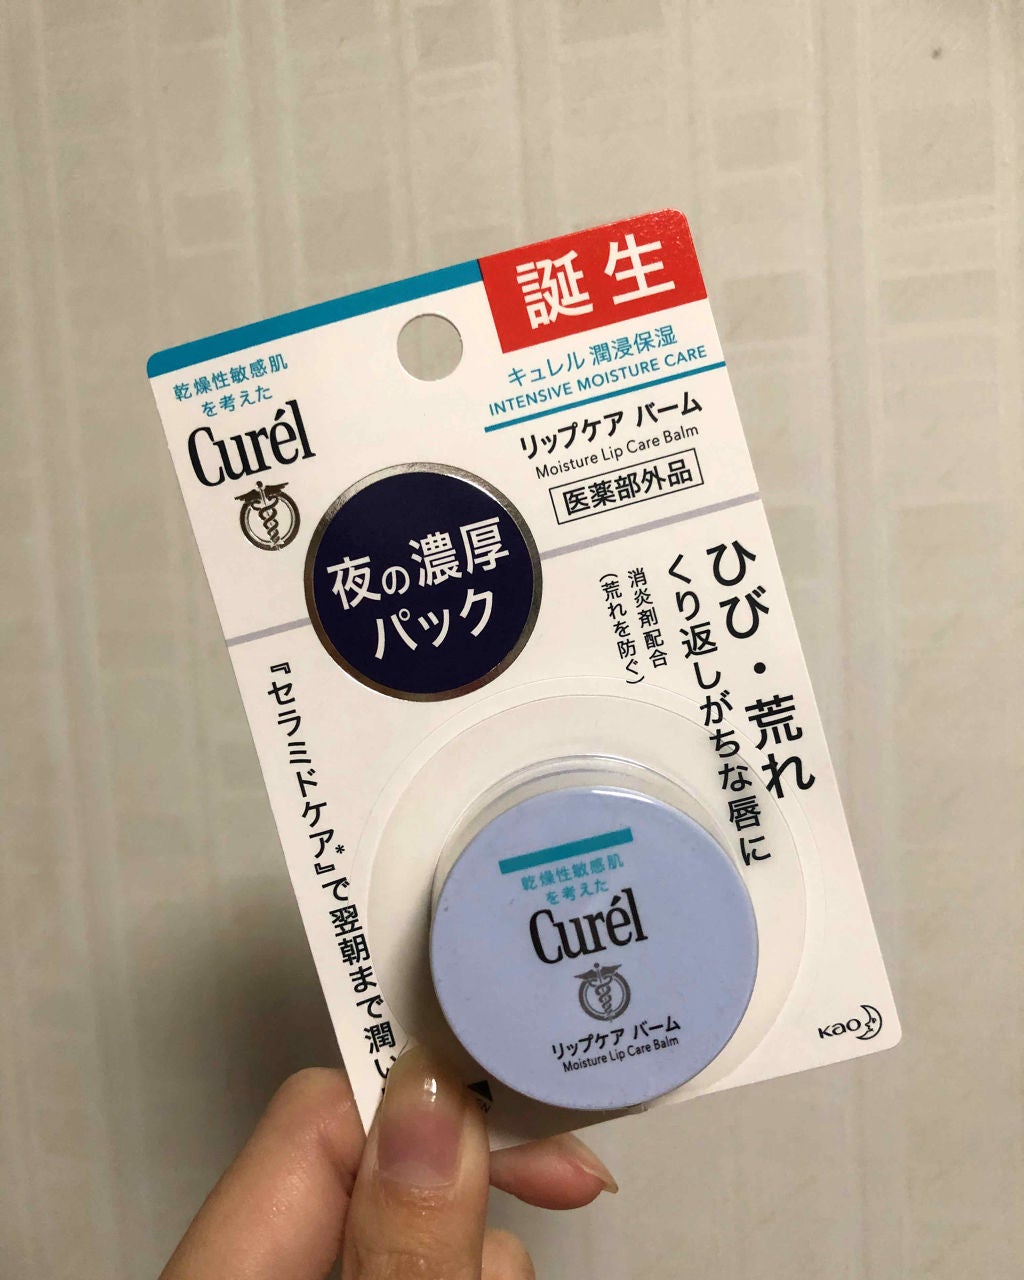 誕生
乾燥性敏感肌
を考えた
Curél
キュレル 潤浸保湿
INTENSIVE MOISTURE CARE
リップケア バーム
Moisture Lip Care Balm
医薬部外品
夜の濃厚
パック
ひび・荒れ
くり返しがちな唇に
消炎剤配合
(荒れを防ぐ)
『セラミドケア*』で翌朝まで潤い
乾燥性敏感肌
を考えた
Curél
リップケア バーム
Moisture Lip Care Balm
Kao